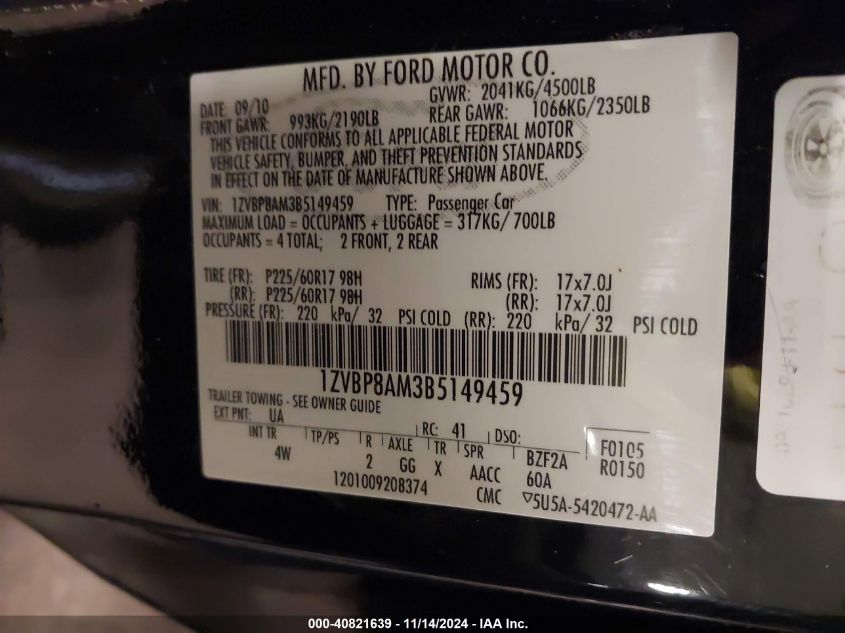 MFD. BY FORD MOTOR CO.
DATE: 09/10 GVWR: 2041KG/4500LB
FRONT GAWR: 993KG/2190LB REAR GAWR: 1066KG/2350LB
THIS VEHICLE CONFORMS TO ALL APPLICABLE FEDERAL MOTOR
VEHICLE SAFETY, BUMPER, AND THEFT PREVENTION STANDARDS
IN EFFECT ON THE DATE OF MANUFACTURE SHOWN ABOVE.
VIN: 1ZVBP8AM3B5149459 TYPE: Passenger Car
MAXIMUM LOAD = OCCUPANTS + LUGGAGE = 317KG/ 700LB
OCCUPANTS = 4 TOTAL; 2 FRONT, 2 REAR
TIRE (FR): P225/60R17 98H RIMS (FR): 17x7.0J
(RR): P225/60R17 98H (RR): 17x7.0J
PRESSURE (FR): 220 kPa/ 32 PSI COLD (RR): 220 kPa/ 32 PSI COLD
1ZVBP8AM3B5149459
TRAILER TOWING - SEE OWNER GUIDE
EXT PNT: UA RC: 41 DSO: F0105
INT TR TP/PS R AXLE TR SPR BZF2A R0150
4W 2 GG X AACC 60A
1201009208374 CMC ▽5U5A-5420472-AA
000-40821639 - 11/14/2024 - IAA Inc.